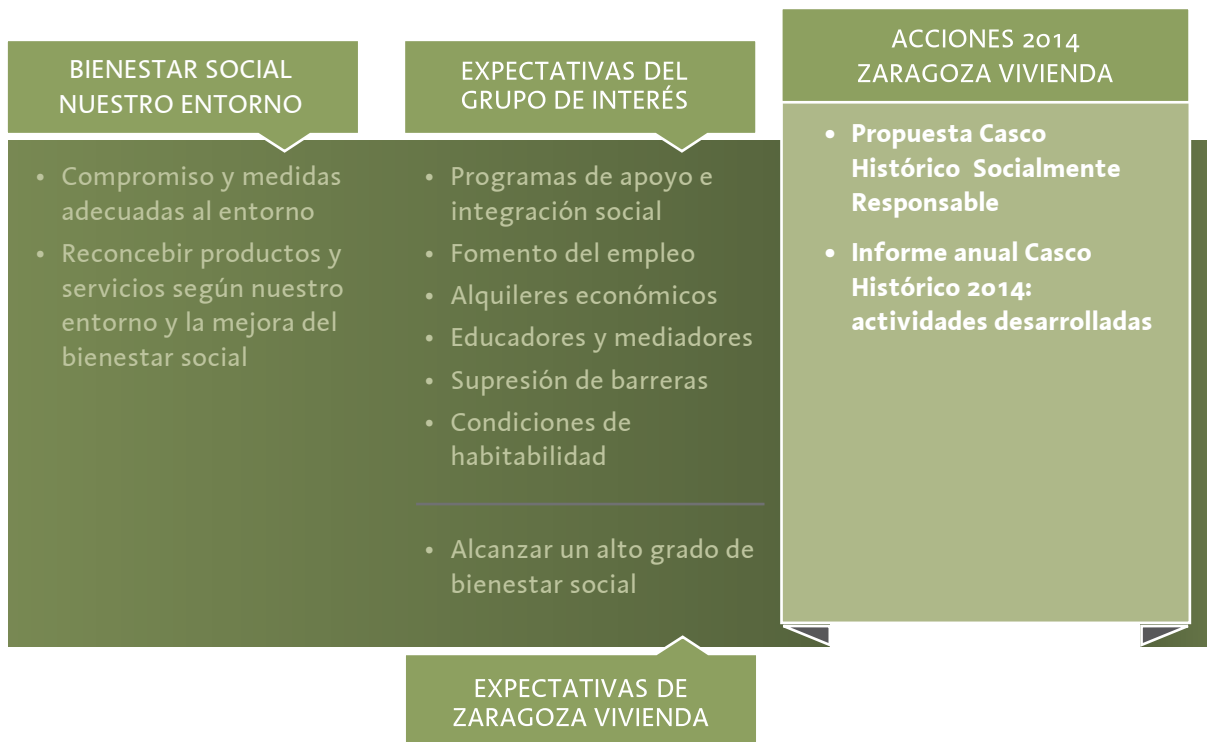 BIENESTAR SOCIAL
NUESTRO ENTORNO
• Compromiso y medidas
adecuadas al entorno
• Reconcebir productos y
servicios según nuestro
entorno y la mejora del
bienestar social
EXPECTATIVAS DEL
GRUPO DE INTERÉS
• Programas de apoyo e
integración social
• Fomento del empleo
• Alquileres económicos
• Educadores y mediadores
• Supresión de barreras
• Condiciones de
habitabilidad
• Alcanzar un alto grado de
bienestar social
EXPECTATIVAS DE
ZARAGOZA VIVIENDA
ACCIONES 2014
ZARAGOZA VIVIENDA
• Propuesta Casco
Histórico Socialmente
Responsable
• Informe anual Casco
Histórico 2014:
actividades desarrolladas